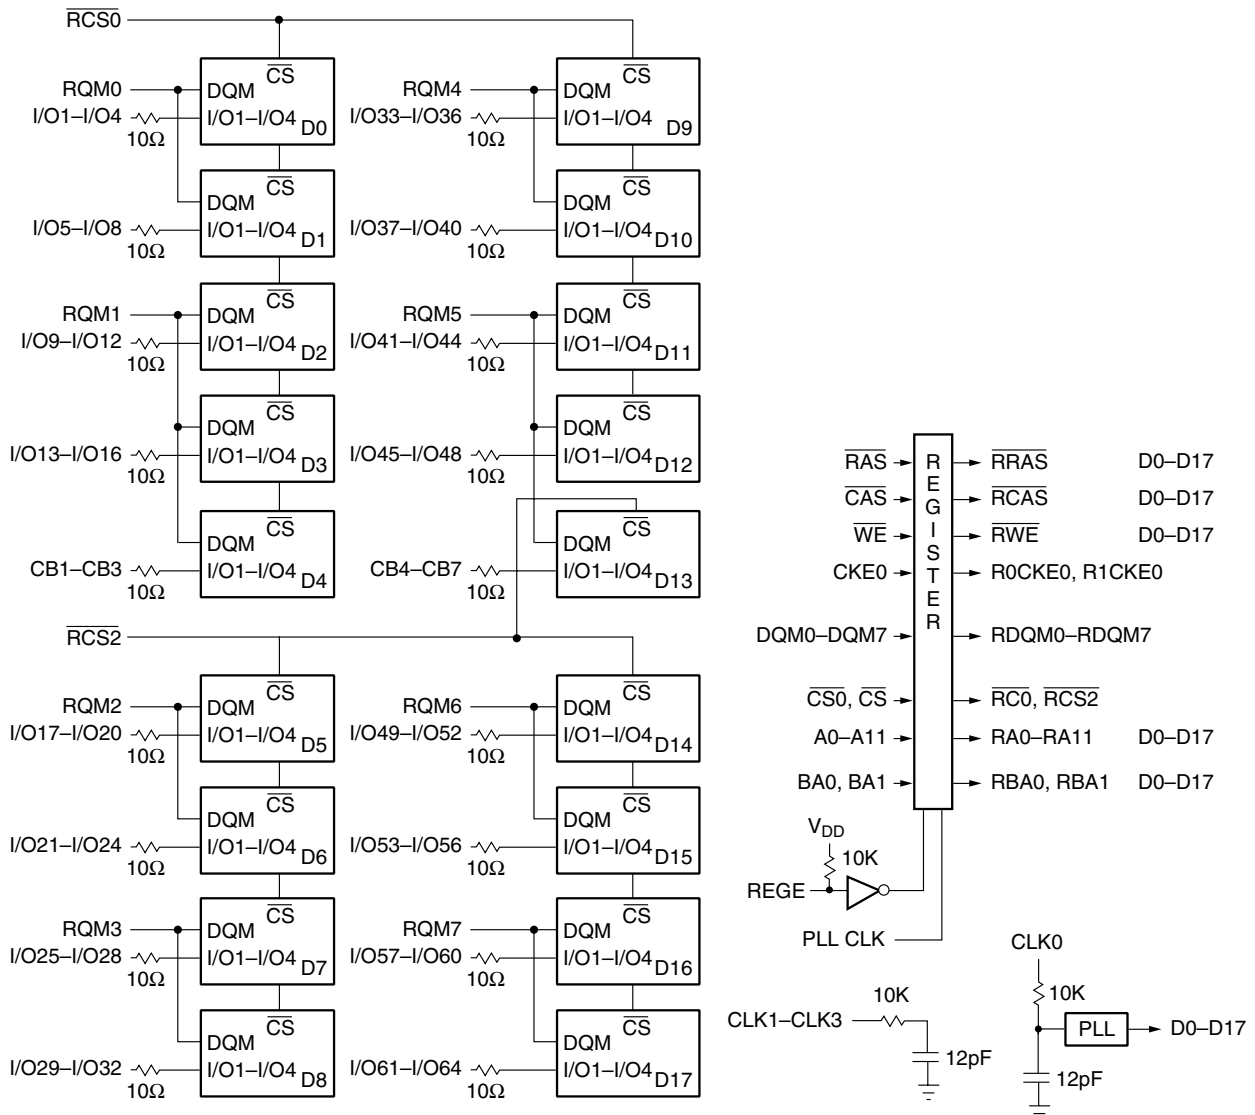 RCS0
CS
RQM0 DQM
I/O1–I/O4 I/O1–I/O4 D0
10Ω
CS
DQM
I/O5–I/O8 I/O1–I/O4 D1
10Ω
CS
RQM1 DQM
I/O9–I/O12 I/O1–I/O4 D2
10Ω
CS
DQM
I/O13–I/O16 I/O1–I/O4 D3
10Ω
CS
DQM
CB1–CB3 I/O1–I/O4 D4
10Ω
CS
RQM4 DQM
I/O33–I/O36 I/O1–I/O4 D9
10Ω
CS
DQM
I/O37–I/O40 I/O1–I/O4 D10
10Ω
CS
RQM5 DQM
I/O41–I/O44 I/O1–I/O4 D11
10Ω
CS
DQM
I/O45–I/O48 I/O1–I/O4 D12
10Ω
CS
DQM
CB4–CB7 I/O1–I/O4 D13
10Ω
RCS2
CS
RQM2 DQM
I/O17–I/O20 I/O1–I/O4 D5
10Ω
CS
DQM
I/O21–I/O24 I/O1–I/O4 D6
10Ω
CS
RQM3 DQM
I/O25–I/O28 I/O1–I/O4 D7
10Ω
CS
DQM
I/O29–I/O32 I/O1–I/O4 D8
10Ω
CS
RQM6 DQM
I/O49–I/O52 I/O1–I/O4 D14
10Ω
CS
DQM
I/O53–I/O56 I/O1–I/O4 D15
10Ω
CS
RQM7 DQM
I/O57–I/O60 I/O1–I/O4 D16
10Ω
CS
DQM
I/O61–I/O64 I/O1–I/O4 D17
10Ω
REGISTER
RAS RRAS D0–D17
CAS RCAS D0–D17
WE RWE D0–D17
CKE0 R0CKE0, R1CKE0
DQM0–DQM7 RDQM0–RDQM7
CS0, CS RC0, RCS2
A0–A11 RA0–RA11 D0–D17
BA0, BA1 RBA0, RBA1 D0–D17
VDD
10K
REGE
PLL CLK
CLK0
10K
PLL D0–D17
12pF
10K
CLK1–CLK3
12pF